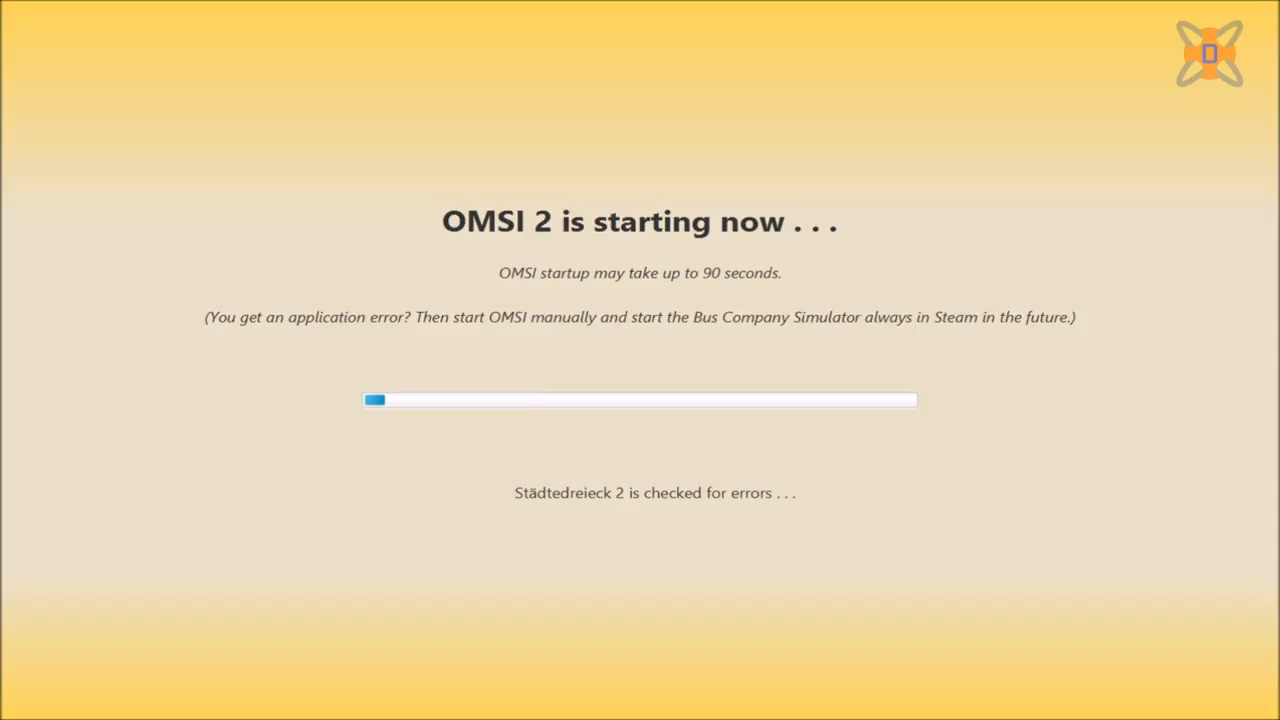 D
OMSI 2 is starting now . . .
OMSI startup may take up to 90 seconds.
(You get an application error? Then start OMSI manually and start the Bus Company Simulator always in Steam in the future.)
Städtedreieck 2 is checked for errors . . .